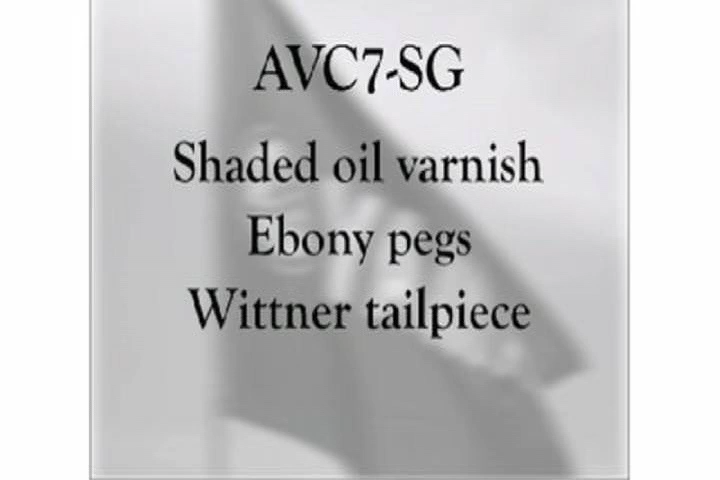 AVC7-SG
Shaded oil varnish
Ebony pegs
Wittner tailpiece